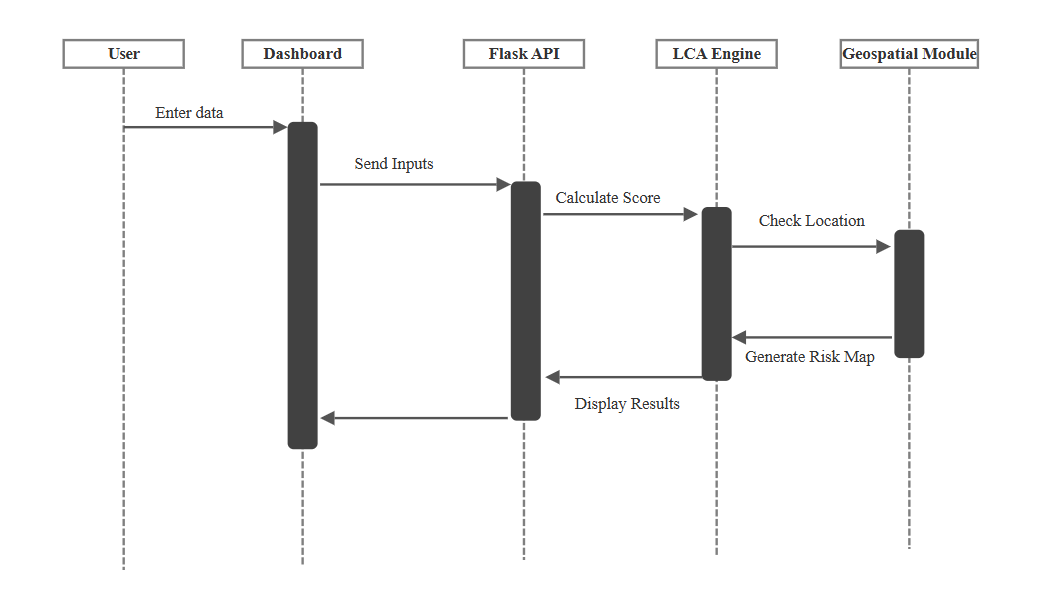 User
Dashboard
Flask API
LCA Engine
Geospatial Module
Enter data
Send Inputs
Calculate Score
Check Location
Generate Risk Map
Display Results